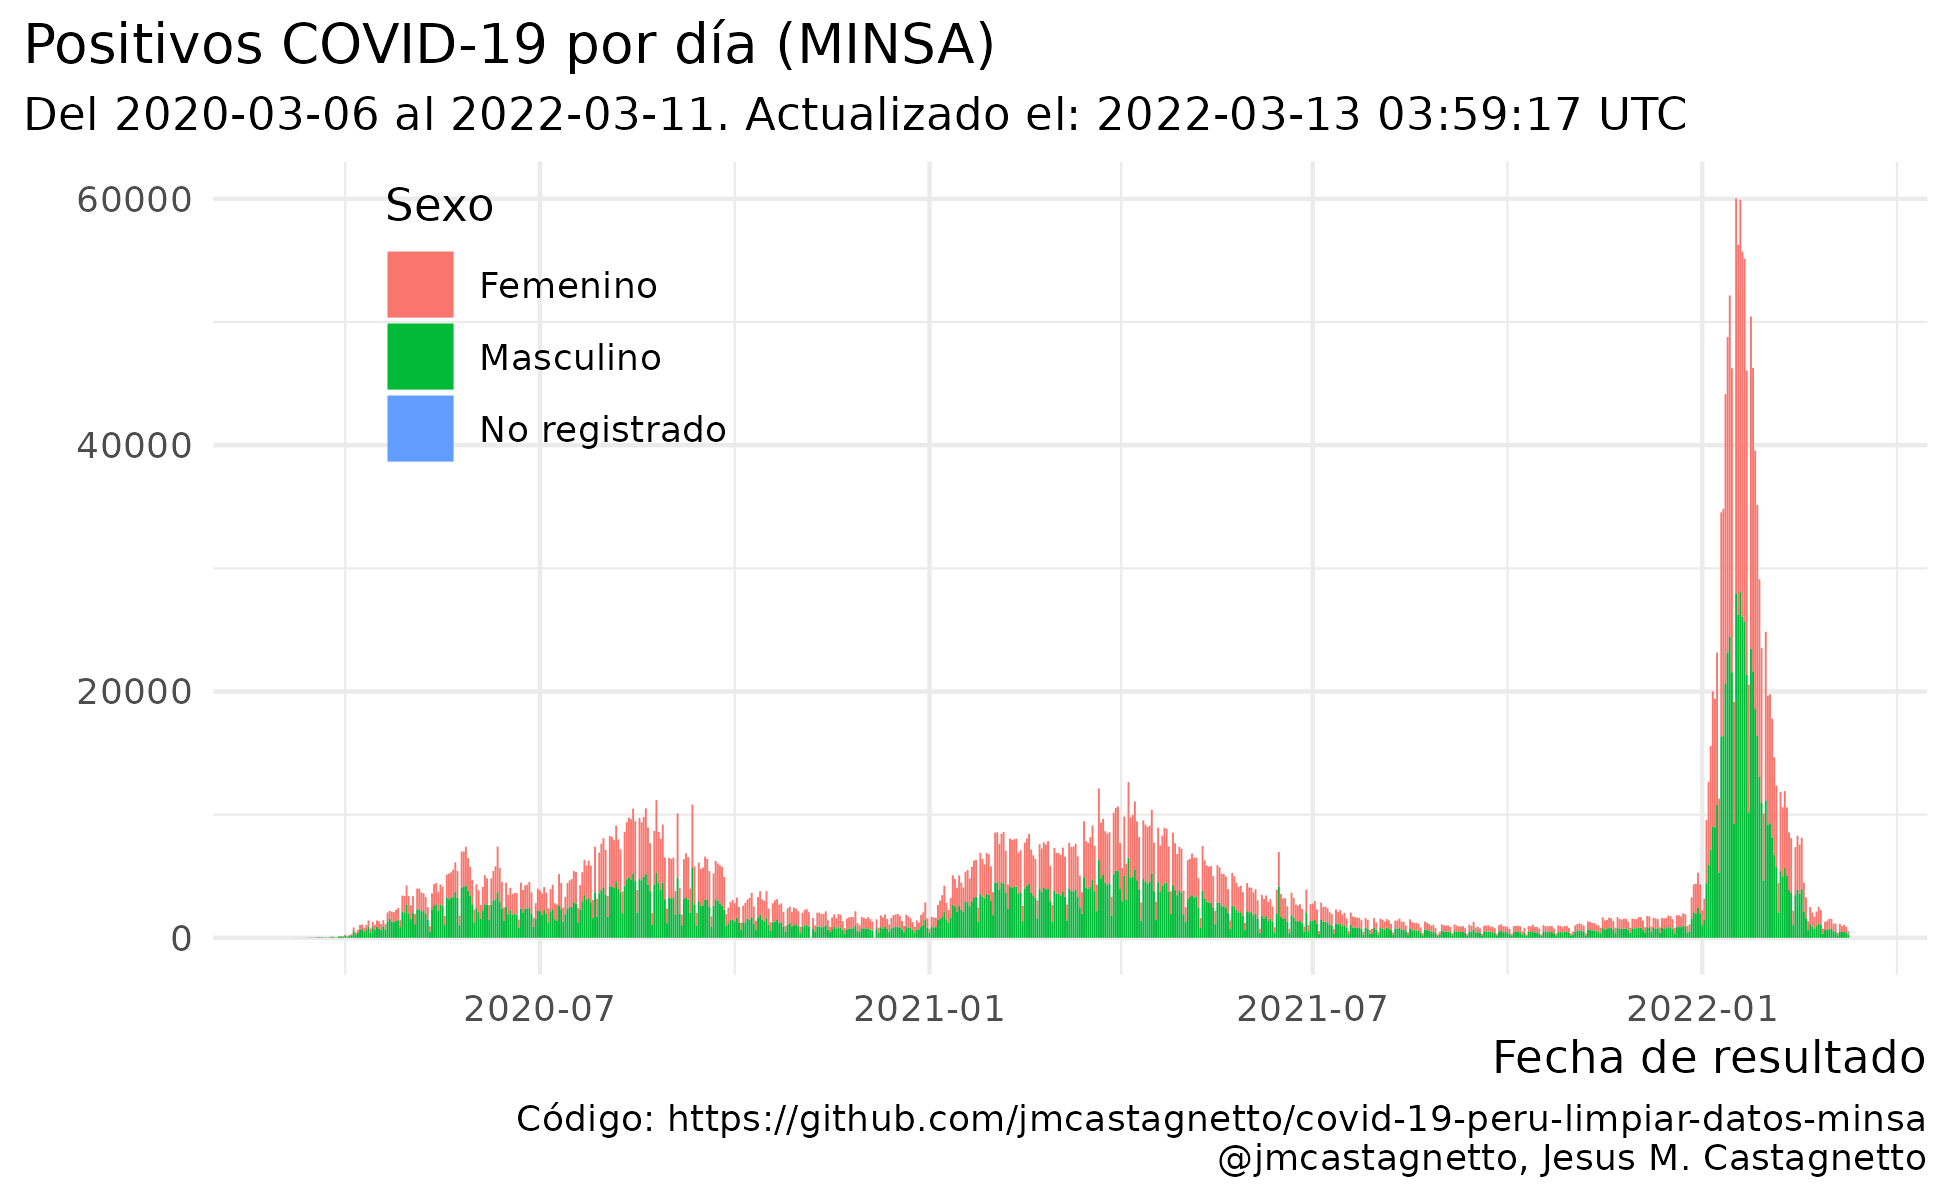 Positivos COVID-19 por día (MINSA)
Del 2020-03-06 al 2022-03-11. Actualizado el: 2022-03-13 03:59:17 UTC
60000
40000
20000
0
Sexo
Femenino
Masculino
No registrado
2020-07
2021-01
2021-07
2022-01
Fecha de resultado
Código: https://github.com/jmcastagnetto/covid-19-peru-limpiar-datos-minsa
@jmcastagnetto, Jesus M. Castagnetto